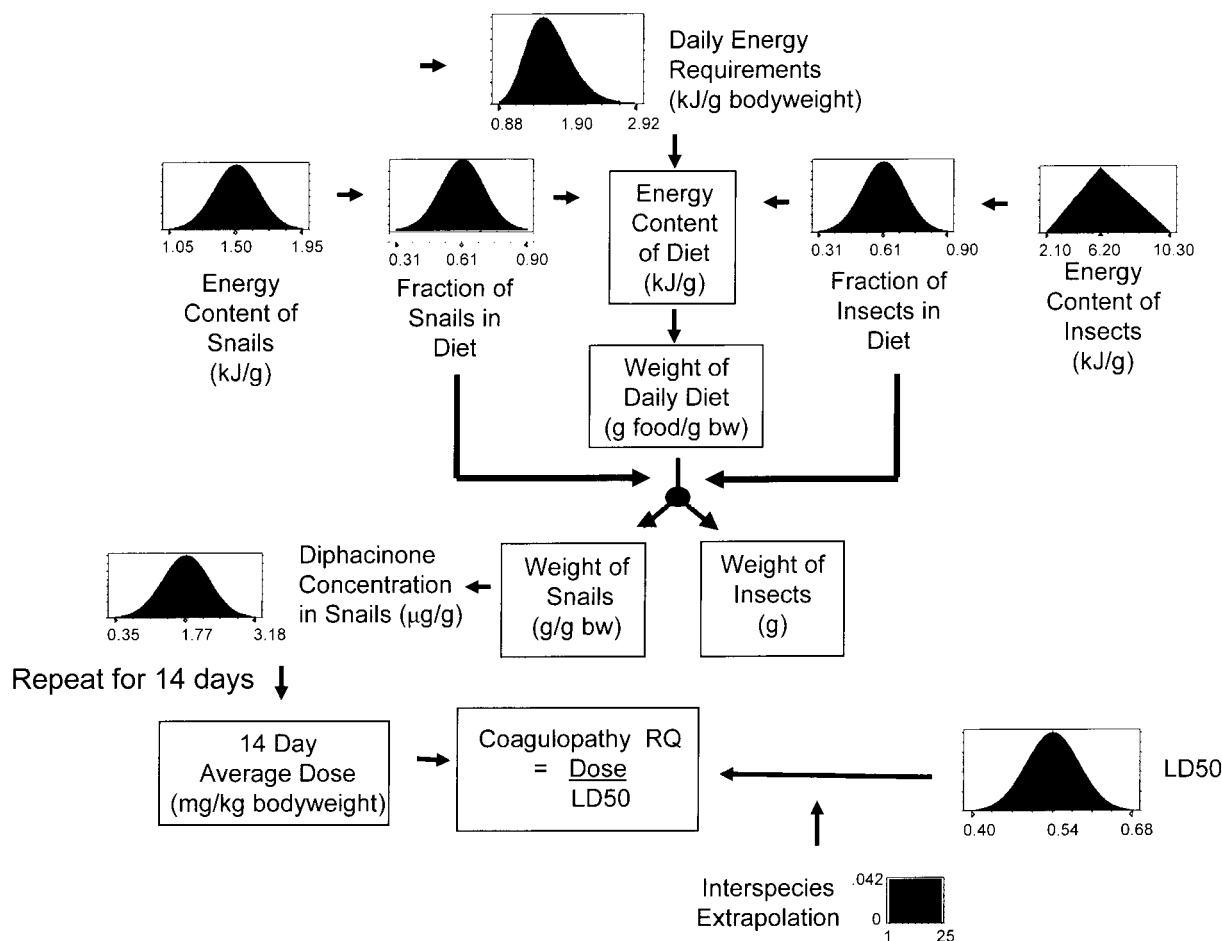 Daily Energy
Requirements
(kJ/g bodyweight)
0.88 1.90 2.92
1.05 1.50 1.95
Energy
Content of
Snails
(kJ/g)
0.31 0.61 0.90
Fraction of
Snails in
Diet
Energy
Content
of Diet
(kJ/g)
0.31 0.61 0.90
Fraction of
Insects in
Diet
2.10 6.20 10.30
Energy
Content of
Insects
(kJ/g)
Weight of
Daily Diet
(g food/g bw)
0.35 1.77 3.18
Diphacinone
Concentration
in Snails (µg/g)
Weight of
Snails
(g/g bw)
Weight of
Insects
(g)
Repeat for 14 days
14 Day
Average Dose
(mg/kg bodyweight)
Coagulopathy RQ
= Dose
LD50
LD50
0.40 0.54 0.68
Interspecies
Extrapolation
.042
0
1 25